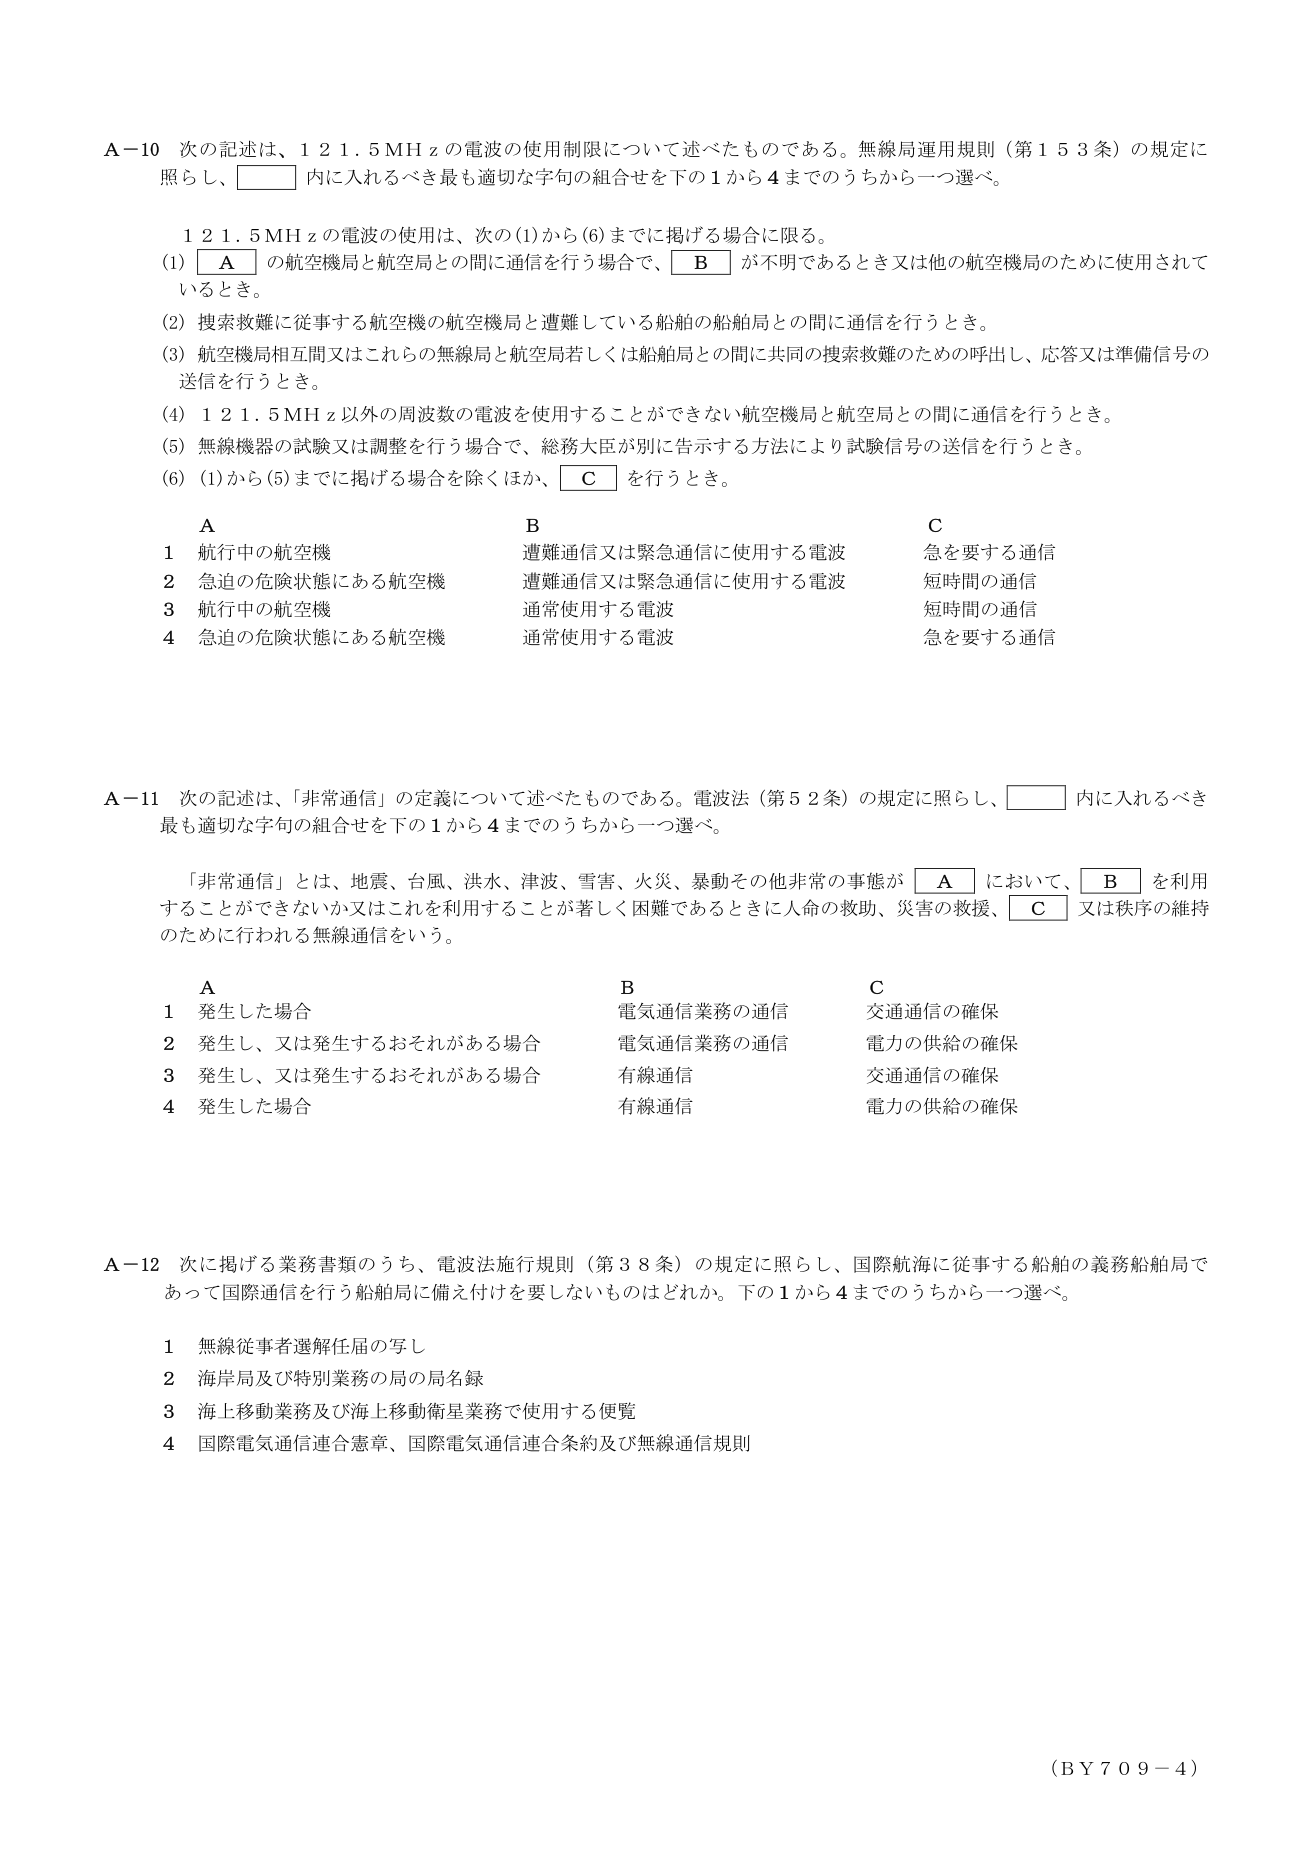 A－10　次の記述は、１２１.５MHzの電波の使用制限について述べたものである。無線局運用規則（第１５３条）の規定に
照らし、　　内に入れるべき最も適切な字句の組合せを下の1から4までのうちから一つ選べ。
１２１.５MHzの電波の使用は、次の(1)から(6)までに掲げる場合に限る。
(1)　A　の航空機局と航空局との間に通信を行う場合で、　B　が不明であるとき又は他の航空機局のために使用されて
いるとき。
(2) 捜索救難に従事する航空機の航空機局と遭難している船舶の船舶局との間に通信を行うとき。
(3) 航空機局相互間又はこれらの無線局と航空局若しくは船舶局との間に共同の捜索救難のための呼出し、応答又は準備信号の
送信を行うとき。
(4) １２１.５MHz以外の周波数の電波を使用することができない航空機局と航空局との間に通信を行うとき。
(5) 無線機器の試験又は調整を行う場合で、総務大臣が別に告示する方法により試験信号の送信を行うとき。
(6) (1)から(5)までに掲げる場合を除くほか、　C　を行うとき。
A　B　C
1　航行中の航空機　遭難通信又は緊急通信に使用する電波　急を要する通信
2　急迫の危険状態にある航空機　遭難通信又は緊急通信に使用する電波　短時間の通信
3　航行中の航空機　通常使用する電波　短時間の通信
4　急迫の危険状態にある航空機　通常使用する電波　急を要する通信
A－11　次の記述は、「非常通信」の定義について述べたものである。電波法（第５２条）の規定に照らし、　　内に入れるべき
最も適切な字句の組合せを下の1から4までのうちから一つ選べ。
「非常通信」とは、地震、台風、洪水、津波、雪害、火災、暴動その他非常の事態が　A　において、　B　を利用
することができないか又はこれを利用することが著しく困難であるときに人命の救助、災害の救援、　C　又は秩序の維持
のために行われる無線通信をいう。
A　B　C
1　発生した場合　電気通信業務の通信　交通通信の確保
2　発生し、又は発生するおそれがある場合　電気通信業務の通信　電力の供給の確保
3　発生し、又は発生するおそれがある場合　有線通信　交通通信の確保
4　発生した場合　有線通信　電力の供給の確保
A－12　次に掲げる業務書類のうち、電波法施行規則（第３８条）の規定に照らし、国際航海に従事する船舶の義務船舶局で
あって国際通信を行う船舶局に備え付けを要しないものはどれか。下の1から4までのうちから一つ選べ。
1　無線従事者選解任届の写し
2　海岸局及び特別業務の局の局名録
3　海上移動業務及び海上移動衛星業務で使用する便覧
4　国際電気通信連合憲章、国際電気通信連合条約及び無線通信規則
（ＢＹ７０９－４）